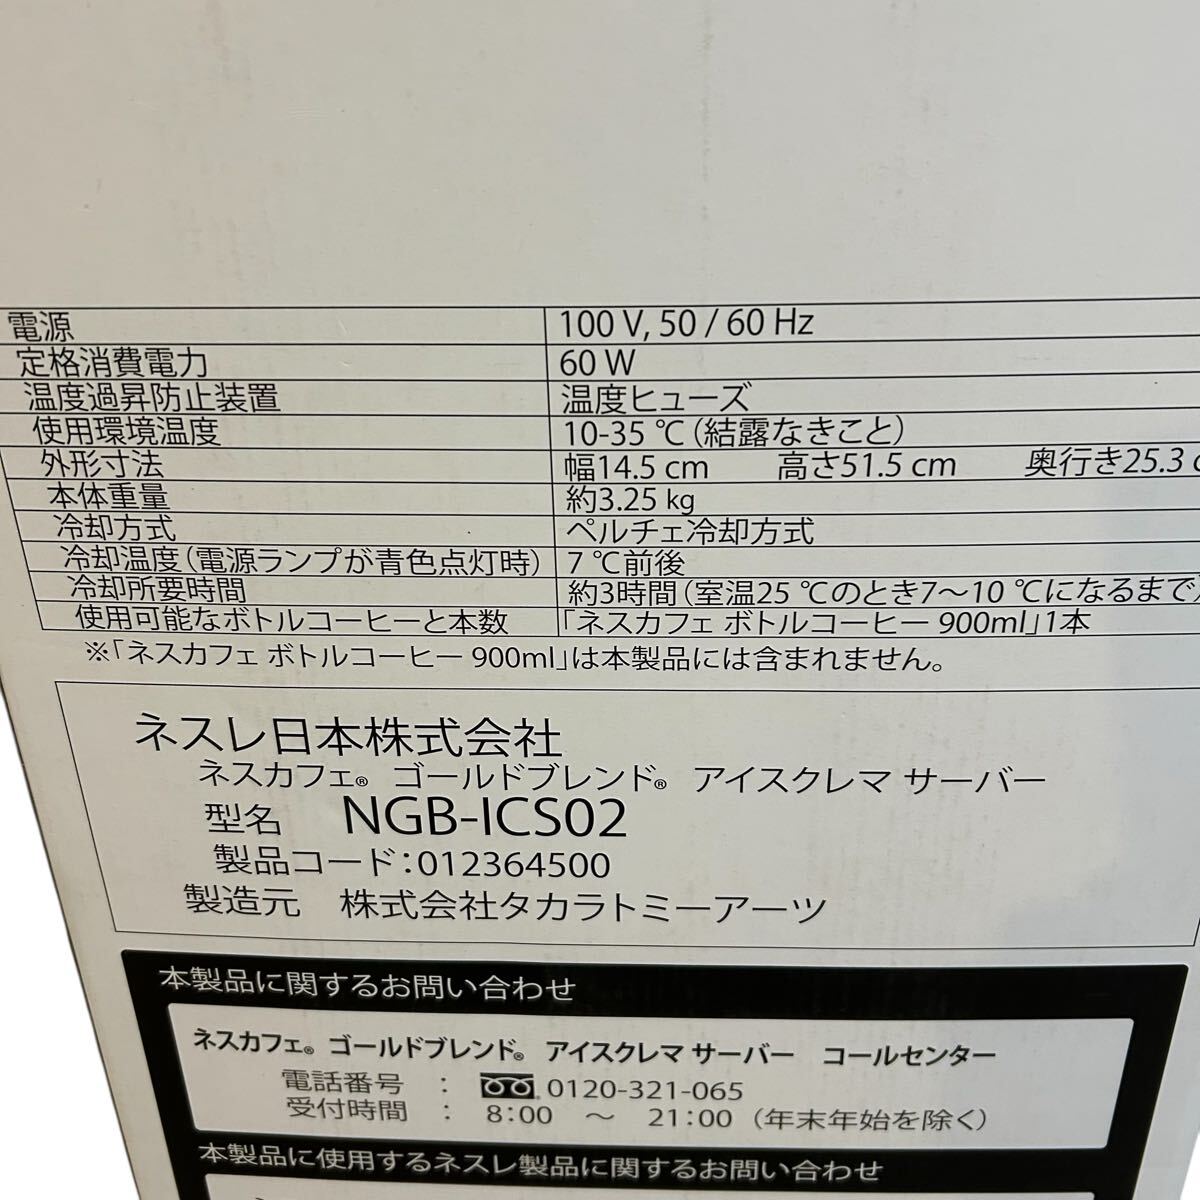 電源 100 V, 50 / 60 Hz
定格消費電力 60 W
温度過昇防止装置 温度ヒューズ
使用環境温度 10-35 ℃（結露なきこと）
外形寸法 幅14.5 cm 高さ51.5 cm 奥行き25.3 c
本体重量 約3.25 kg
冷却方式 ペルチェ冷却方式
冷却温度（電源ランプが青色点灯時） 7 ℃前後
冷却所要時間 約3時間（室温25 ℃のとき7～10 ℃になるまで）
使用可能なボトルコーヒーと本数 「ネスカフェ ボトルコーヒー 900ml」1本
※「ネスカフェ ボトルコーヒー 900ml」は本製品には含まれません。
ネスレ日本株式会社
ネスカフェ® ゴールドブレンド® アイスクレマ サーバー
型名 NGB-ICS02
製品コード：012364500
製造元 株式会社タカラトミーアーツ
本製品に関するお問い合わせ
ネスカフェ® ゴールドブレンド® アイスクレマ サーバー コールセンター
電話番号 ： 0120-321-065
受付時間 ： 8：00 ～ 21：00（年末年始を除く）
本製品に使用するネスレ製品に関するお問い合わせ